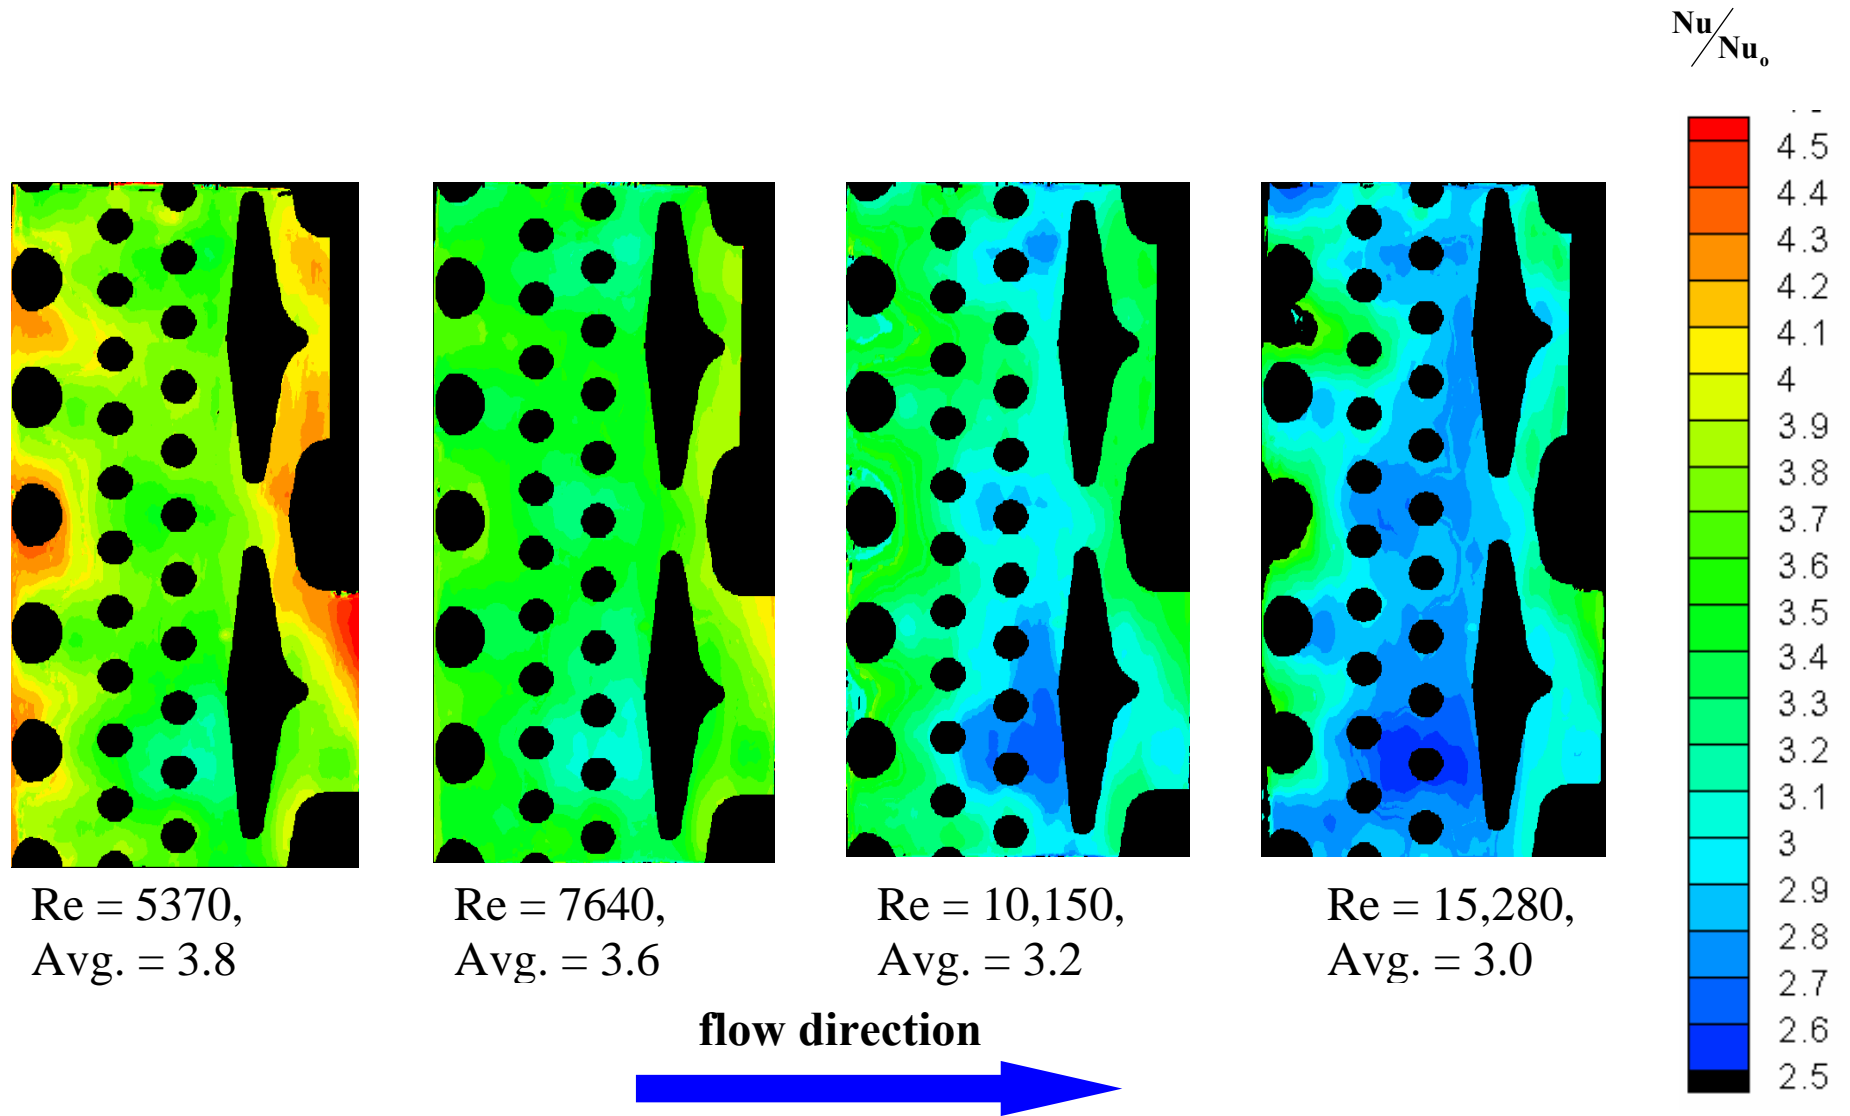 Nu/Nuo
4.5
4.4
4.3
4.2
4.1
4
3.9
3.8
3.7
3.6
3.5
3.4
3.3
3.2
3.1
3
2.9
2.8
2.7
2.6
2.5
Re = 5370,
Avg. = 3.8
Re = 7640,
Avg. = 3.6
Re = 10,150,
Avg. = 3.2
Re = 15,280,
Avg. = 3.0
flow direction